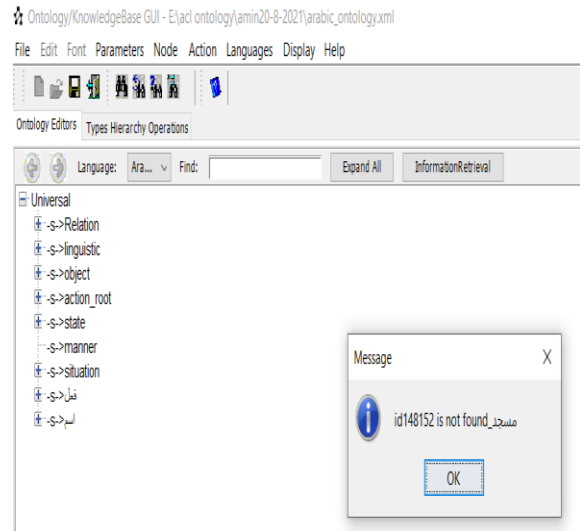 Ontology/KnowledgeBase GUI - E:\acl ontology\amin20-8-2021\arabic_ontology.xml
File Edit Font Parameters Node Action Languages Display Help
Ontology Editors Types Hierarchy Operations
Language: Ara... Find: Expand All InformationRetrieval
Universal
-s->Relation
-s->linguistic
-s->object
-s->action_root
-s->state
-s->manner
-s->situation
-s->فعل
-s->اسم
Message X
id148152 is not found_مسجد
OK